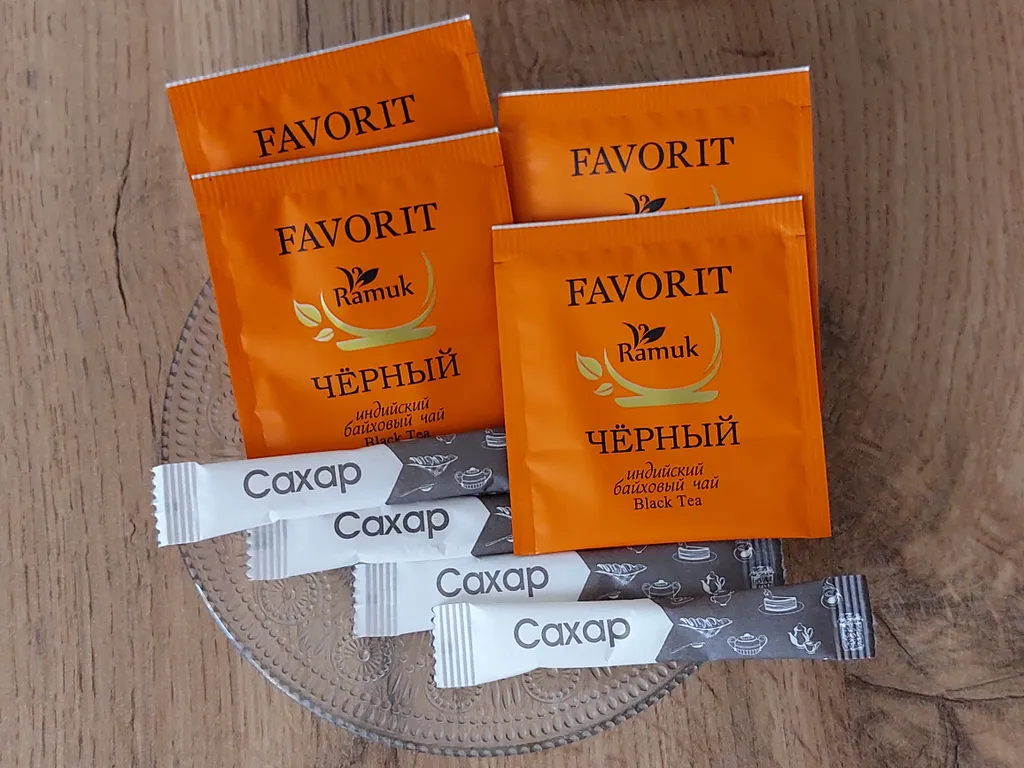 FAVORIT
FAVORIT
Ramuk
ЧЁРНЫЙ
индийский
байховый чай
Black Tea
FAVORIT
FAVORIT
Ramuk
ЧЁРНЫЙ
индийский
байховый чай
Black Tea
Сахар
Сахар
Сахар
Сахар